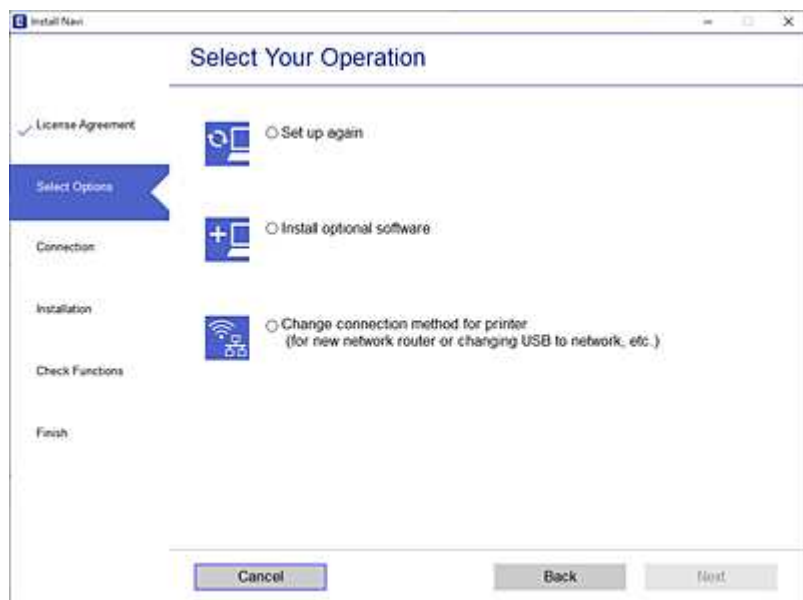 Install Navi
Select Your Operation
License Agreement
Select Options
Connection
Installation
Check Functions
Finish
Set up again
Install optional software
Change connection method for printer
(for new network router or changing USB to network, etc.)
Cancel
Back
Next